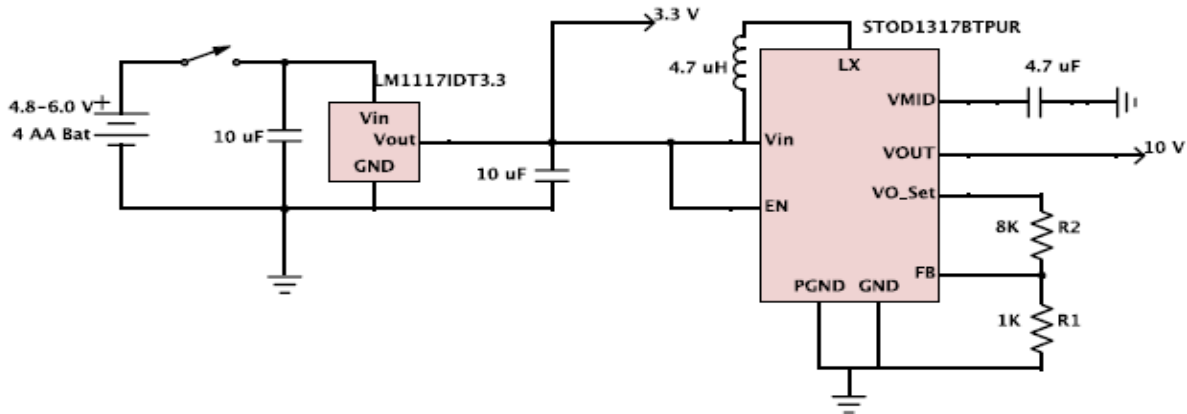 4.8-6.0 V
+
4 AA Bat
10 uF
LM1117IDT3.3
Vin
Vout
GND
10 uF
3.3 V
4.7 uH
STOD1317BTPUR
LX
Vin
EN
VMID
VOUT
VO_Set
FB
PGND GND
4.7 uF
10 V
8K R2
1K R1